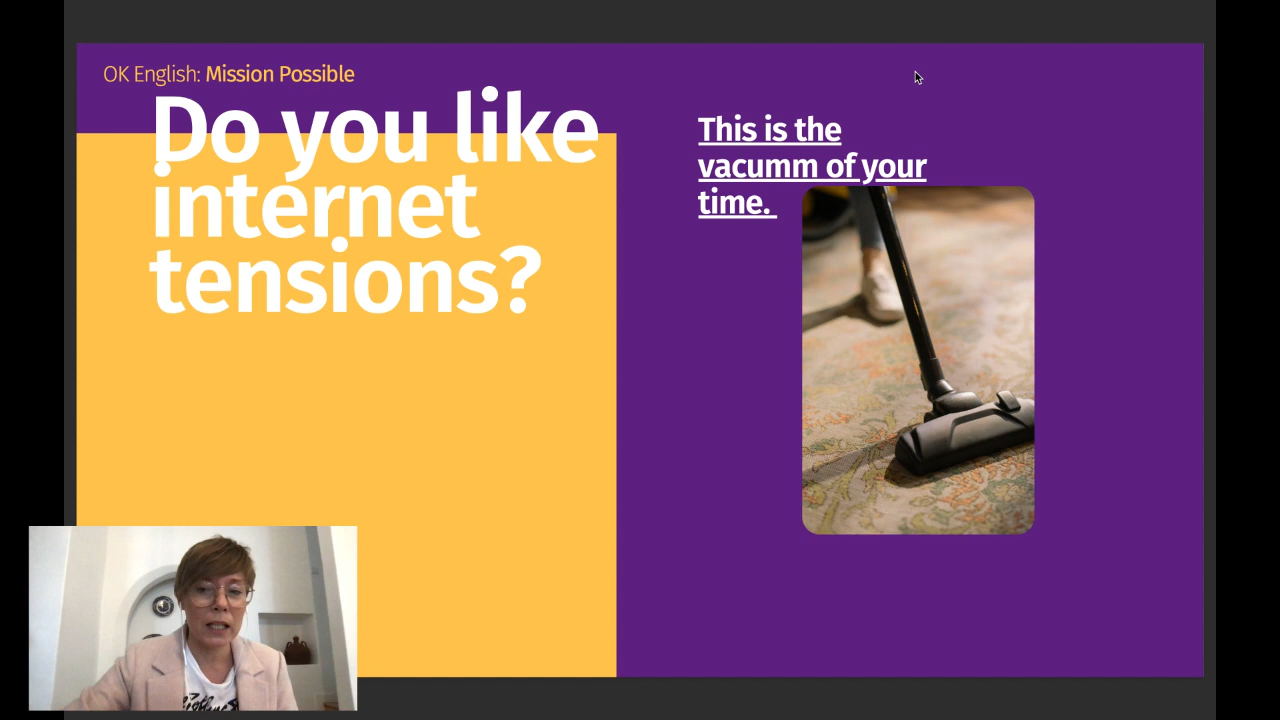 OK English: Mission Possible
Do you like
internet
tensions?
This is the
vacumm of your
time.